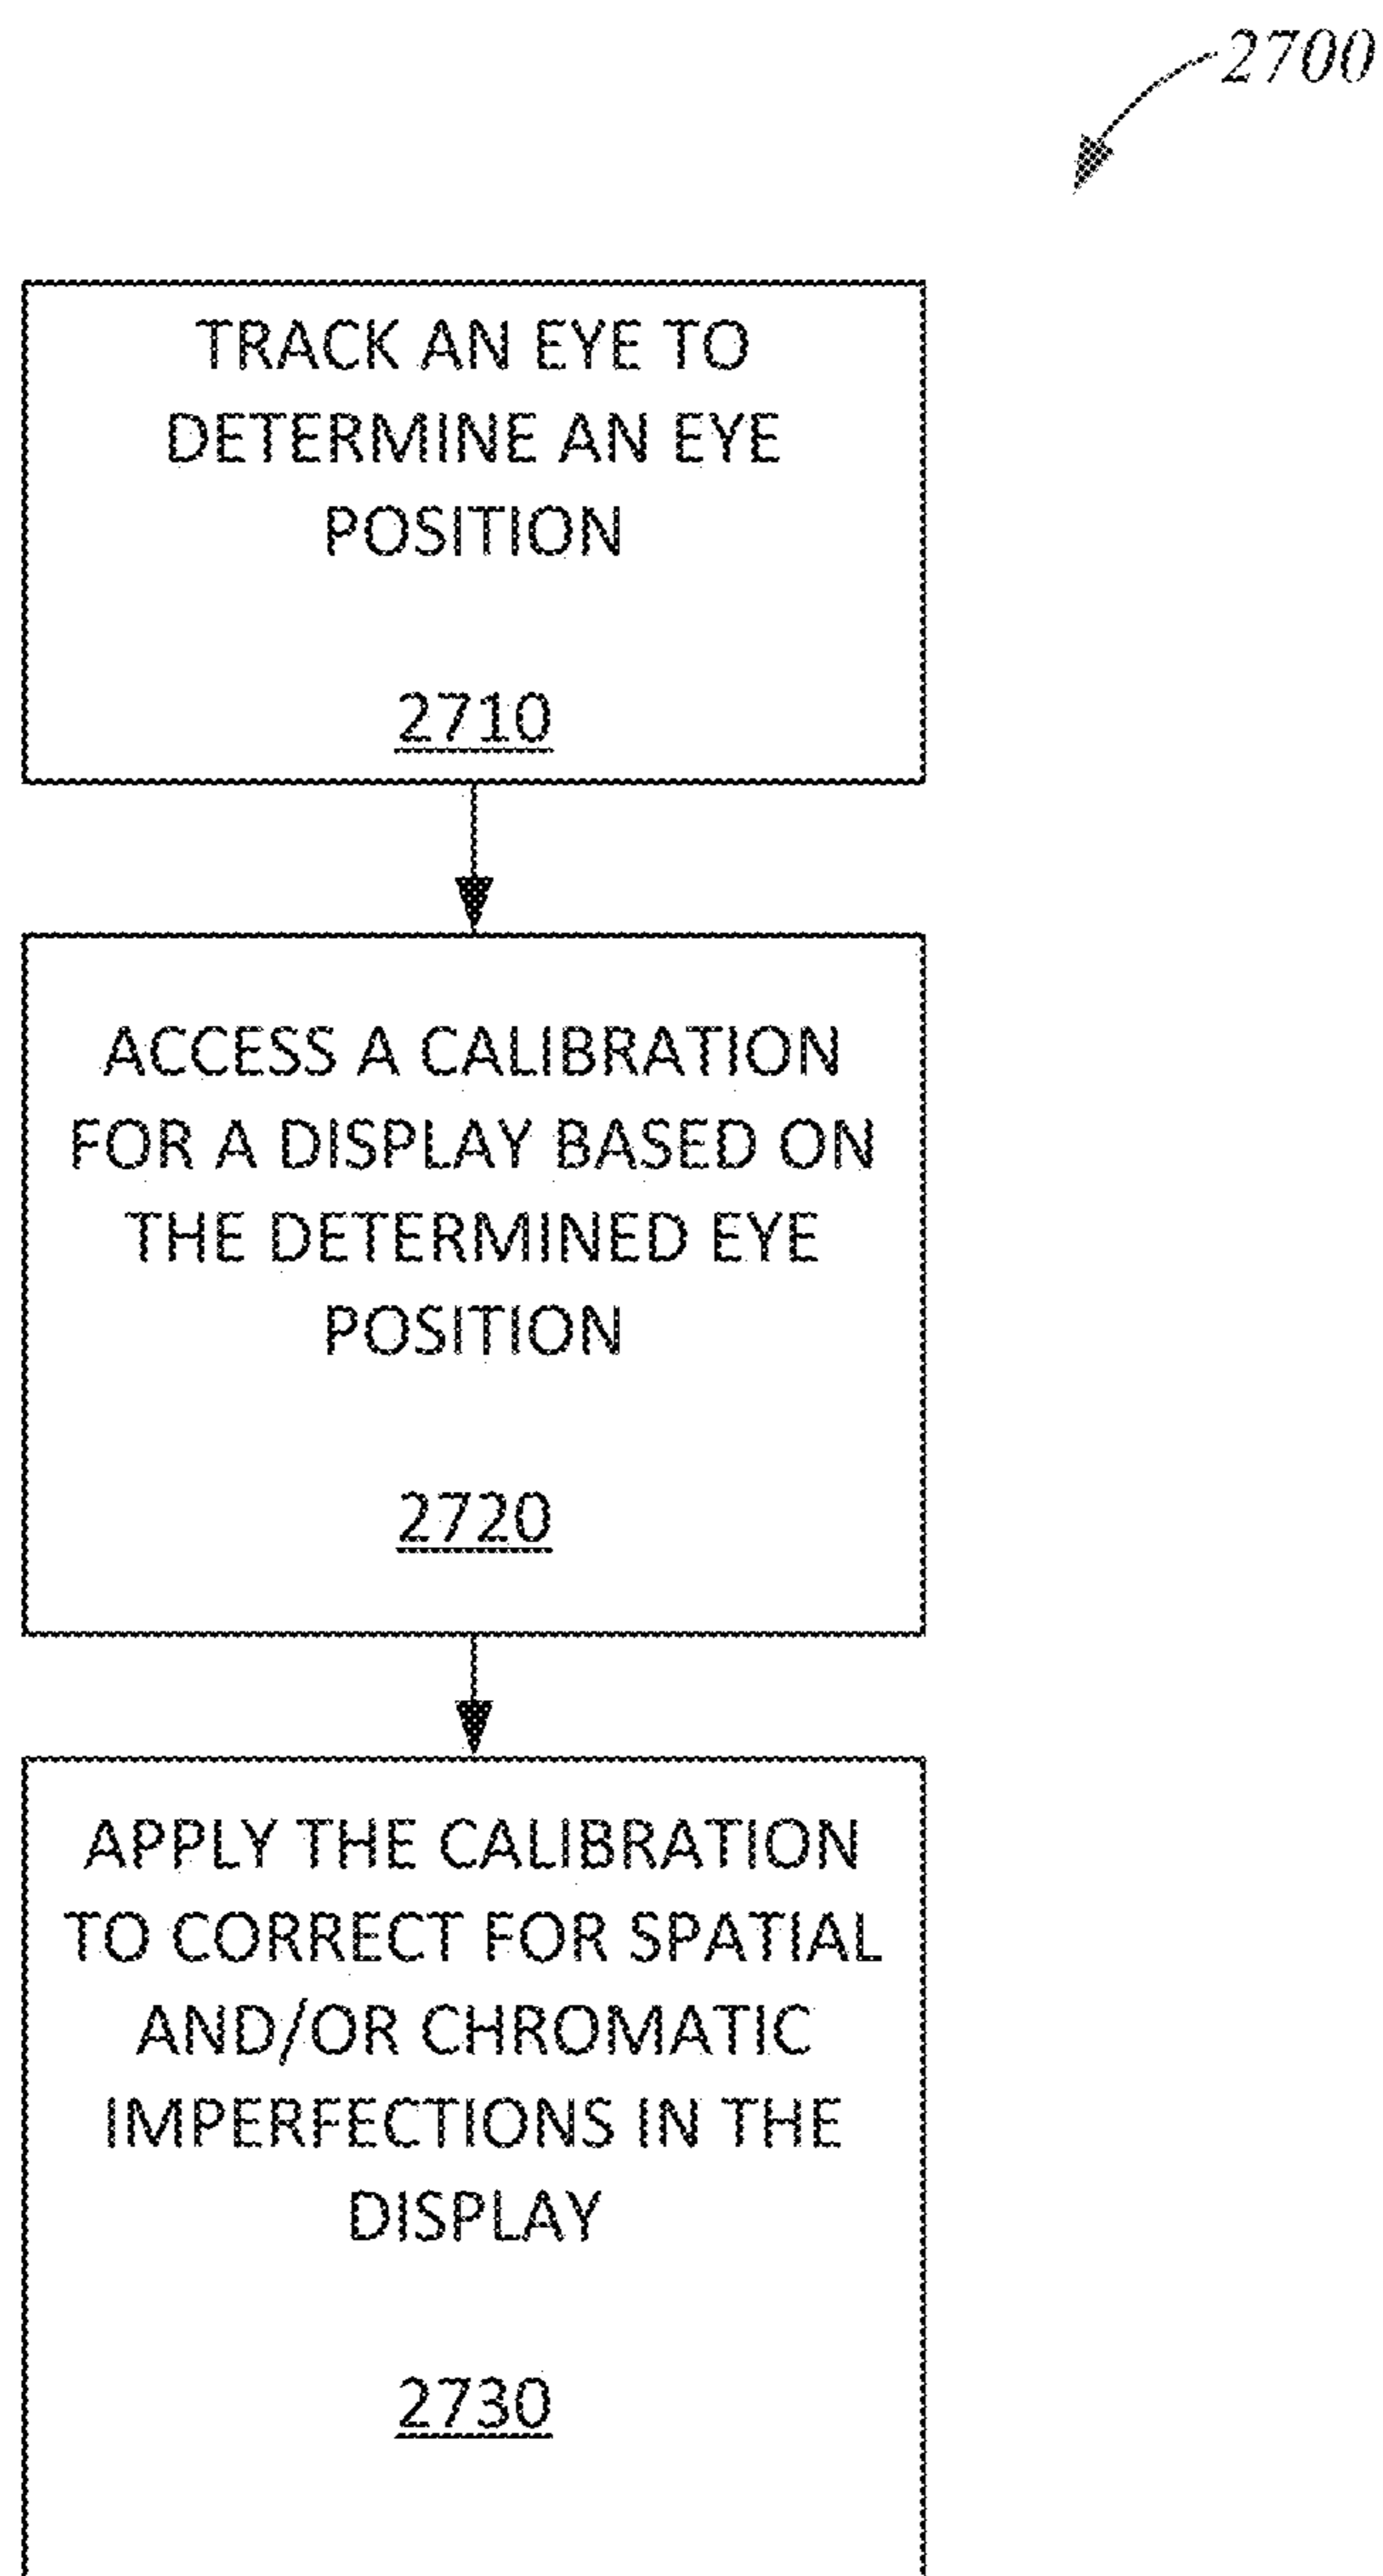 2700
TRACK AN EYE TO
DETERMINE AN EYE
POSITION
2710
ACCESS A CALIBRATION
FOR A DISPLAY BASED ON
THE DETERMINED EYE
POSITION
2720
APPLY THE CALIBRATION
TO CORRECT FOR SPATIAL
AND/OR CHROMATIC
IMPERFECTIONS IN THE
DISPLAY
2730